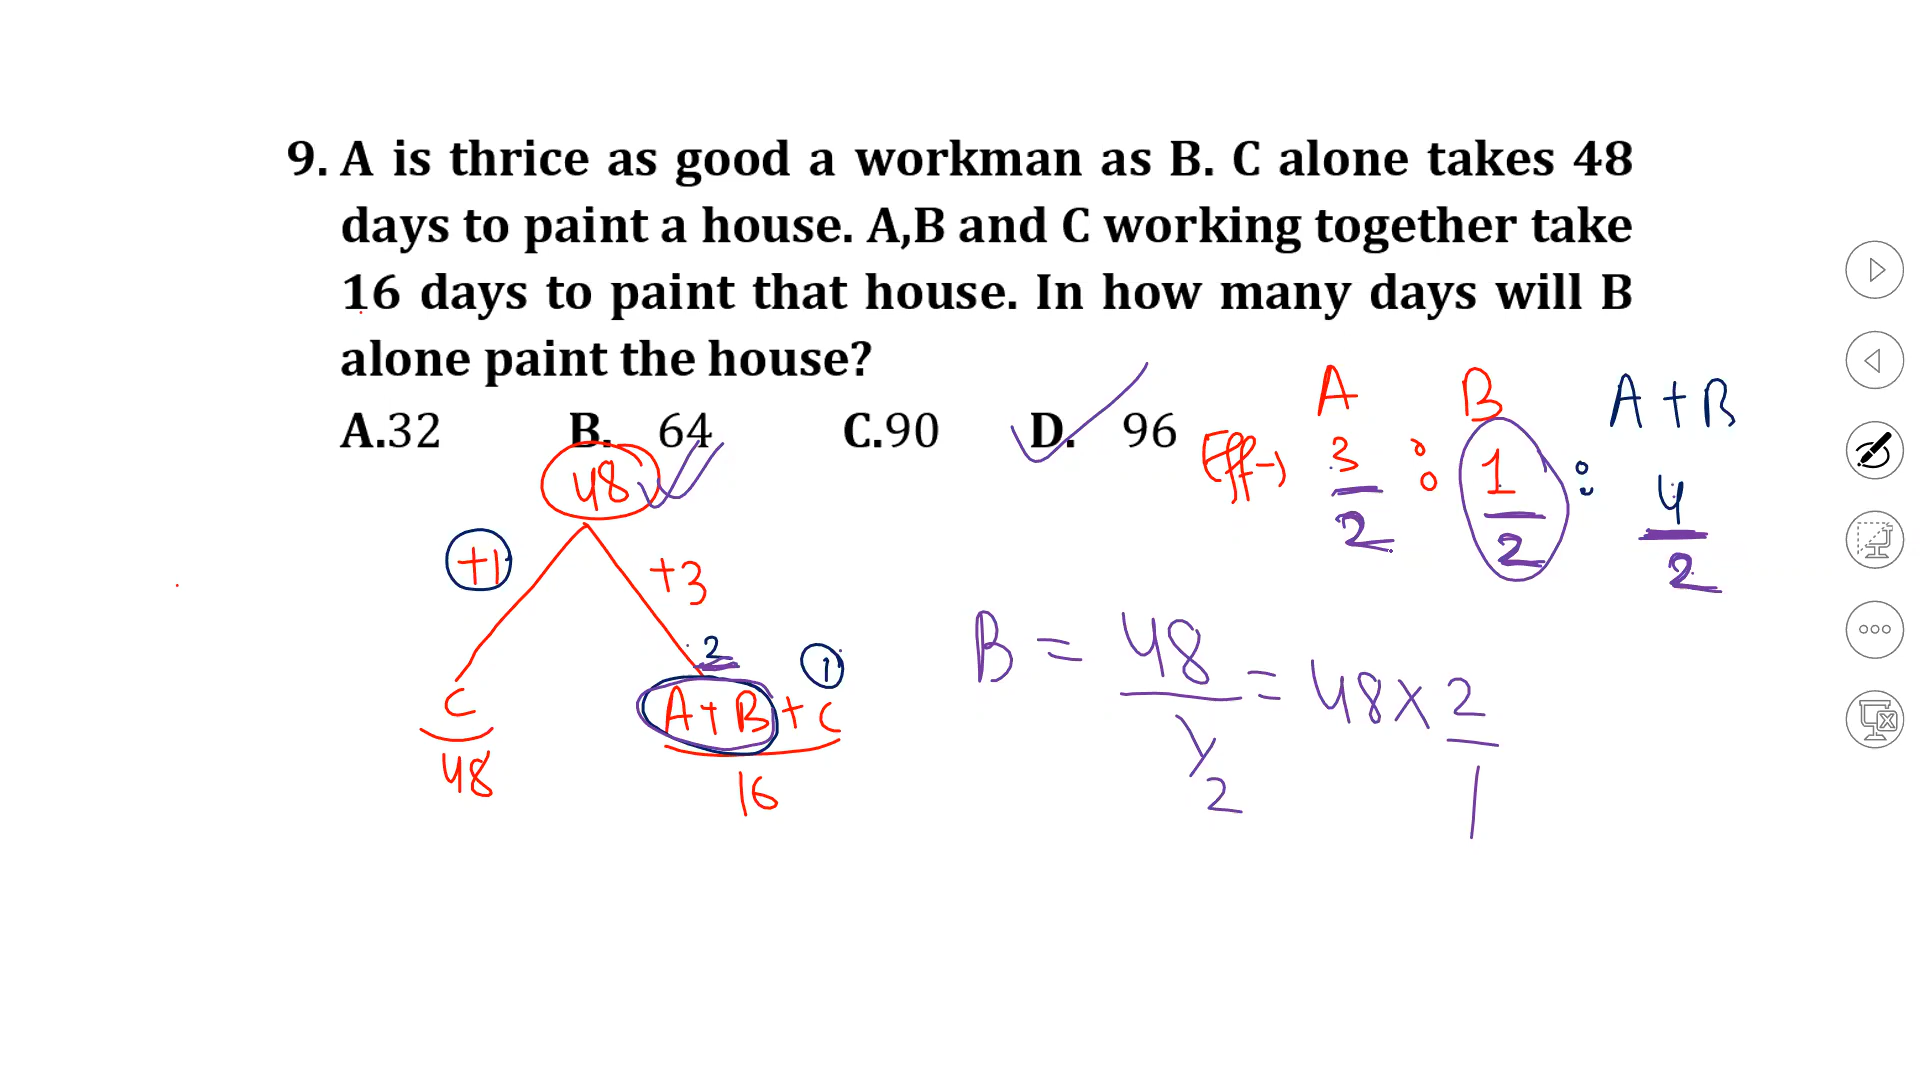 9. A is thrice as good a workman as B. C alone takes 48
days to paint a house. A,B and C working together take
16 days to paint that house. In how many days will B
alone paint the house?
A.32 B. 64 C.90 D. 96
A B A+B
Eff→ 3/2 : 1/2 : 4/2
48
+1 +3
2 1
C A+B+C
48 16
B = 48/(1/2) = 48×2/1